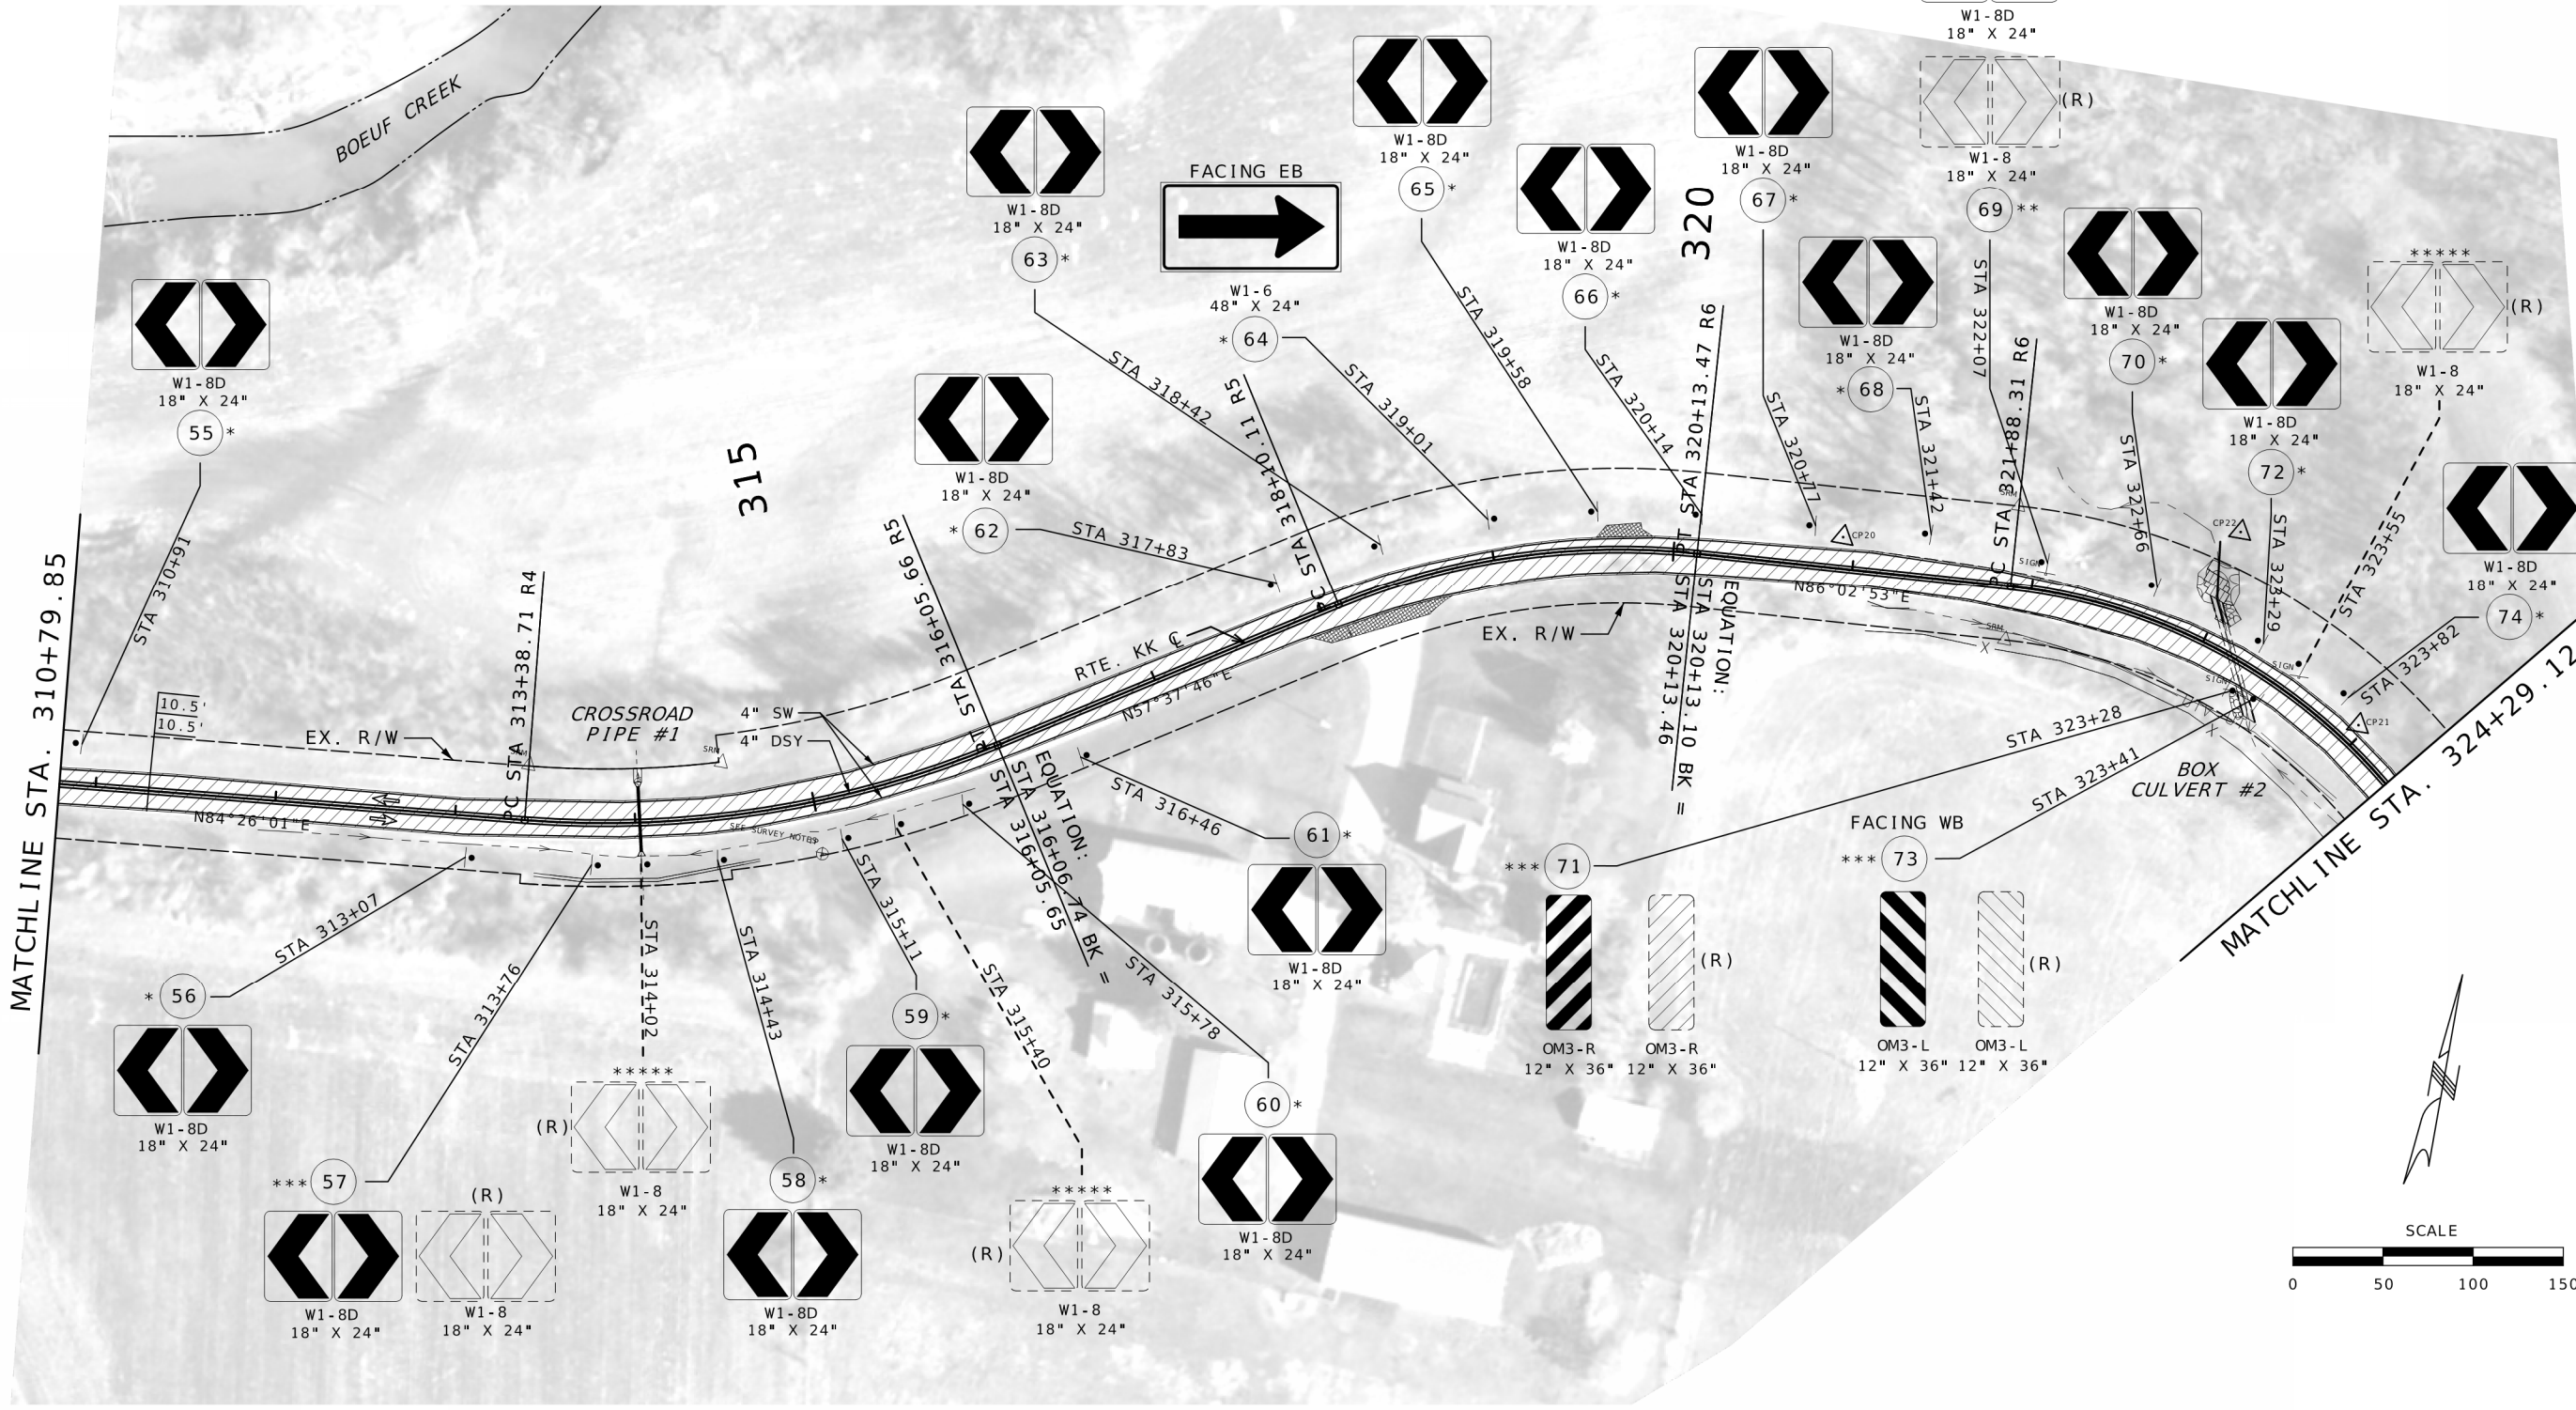 W1-8D
18" X 24"
BOEUF CREEK
W1-8D
18" X 24"
55 *
STA 310+91
W1-8D
18" X 24"
63 *
STA 318+42
FACING EB
W1-6
48" X 24"
* 64
STA 319+01
W1-8D
18" X 24"
65 *
STA 319+58
W1-8D
18" X 24"
66 *
STA 320+14
W1-8D
18" X 24"
67 *
STA 320+77
W1-8D
18" X 24"
* 68
STA 321+42
(R)
W1-8
18" X 24"
69 **
STA 322+07
W1-8D
18" X 24"
70 *
STA 322+66
W1-8D
18" X 24"
72 *
STA 323+29
*****
(R)
W1-8
18" X 24"
STA 323+55
W1-8D
18" X 24"
74 *
STA 323+82
W1-8D
18" X 24"
* 62
STA 317+83
315
320
MATCHLINE STA. 310+79.85
10.5'
10.5'
EX. R/W
N84°26'01"E
PC STA 313+38.71 R4
CROSSROAD
PIPE #1
SRM
SRM
4" SW
4" DSY
SEE SURVEY NOTES
PT STA 316+05.66 R5
EQUATION:
STA 316+06.74 BK =
STA 316+05.65
RTE. KK ℄
N57°37'46"E
PC STA 318+10.11 R5
EX. R/W
PT STA 320+13.47 R6
EQUATION:
STA 320+13.10 BK =
STA 320+13.46
CP20
N86°02'53"E
PC STA 321+88.31 R6
SRM
SIGN
SRM
X
CP22
SIGN
SIGN
X
CP21
BOX
CULVERT #2
MATCHLINE STA. 324+29.12
STA 313+07
* 56
W1-8D
18" X 24"
STA 313+76
*** 57
W1-8D
18" X 24"
(R)
W1-8
18" X 24"
STA 314+02
*****
(R)
W1-8
18" X 24"
STA 314+43
58 *
W1-8D
18" X 24"
STA 315+11
59 *
W1-8D
18" X 24"
STA 315+40
*****
(R)
W1-8
18" X 24"
STA 315+78
60 *
W1-8D
18" X 24"
STA 316+46
61 *
W1-8D
18" X 24"
STA 323+28
*** 71
OM3-R
12" X 36"
(R)
OM3-R
12" X 36"
STA 323+41
FACING WB
*** 73
OM3-L
12" X 36"
(R)
OM3-L
12" X 36"
SCALE
0 50 100 150